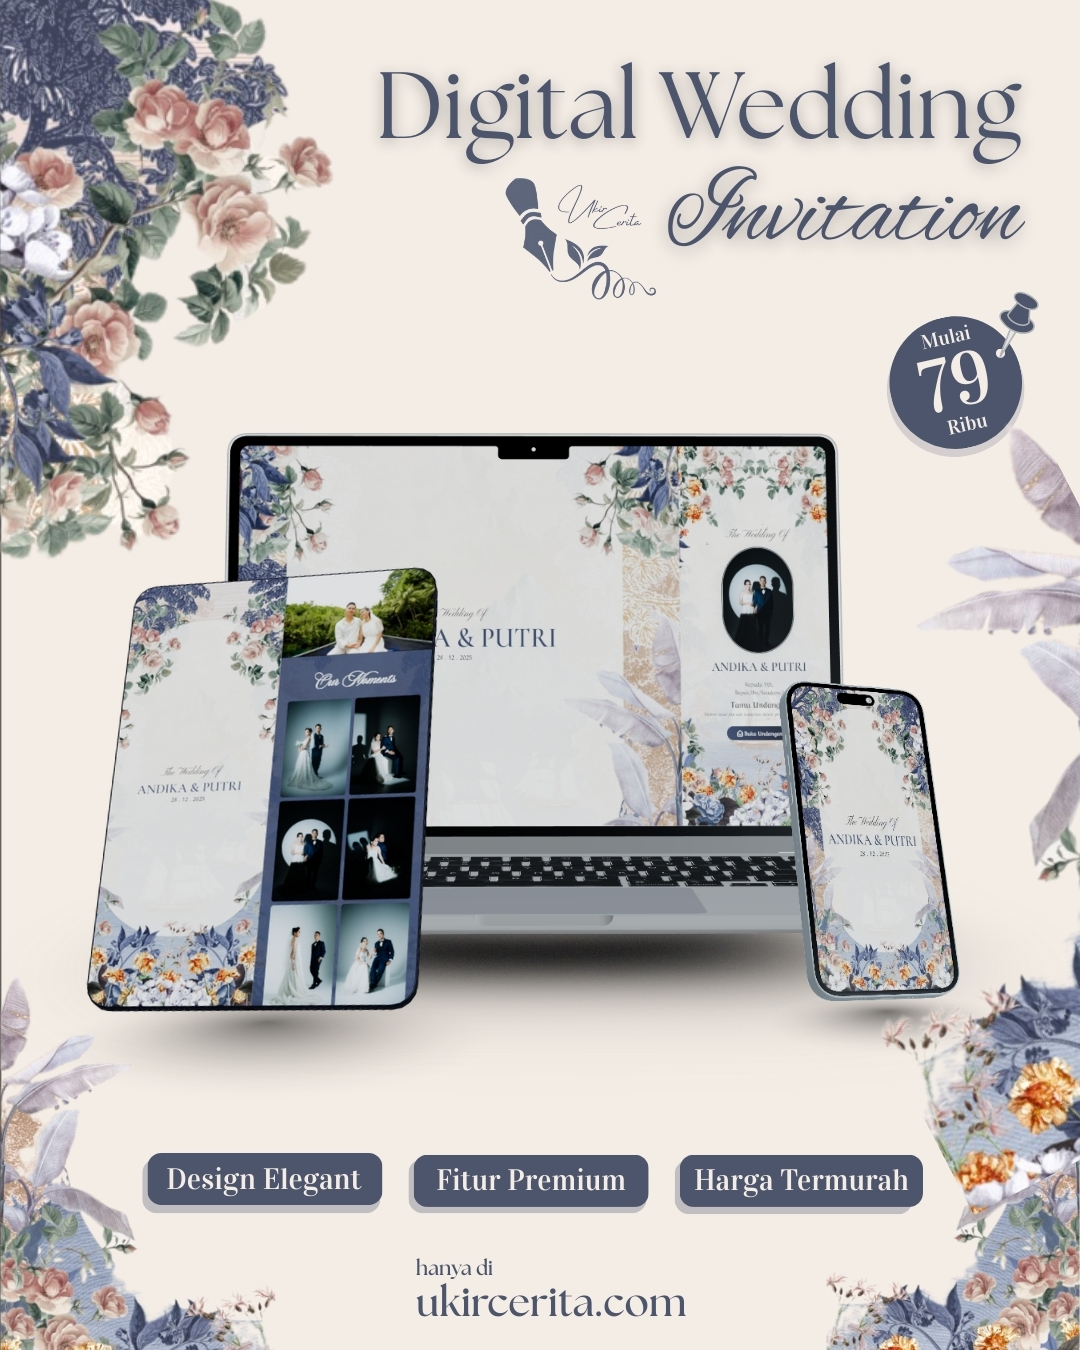 Digital Wedding
Invitation
Ukir
Cerita
Mulai
79
Ribu
The Wedding Of
ANDIKA & PUTRI
Tamu Undang
Buka Undangan
Wedding Of
A & PUTRI
28 . 12 . 2025
Our Moments
The Wedding Of
ANDIKA & PUTRI
28 . 12 . 2025
The Wedding Of
ANDIKA & PUTRI
28 . 12 . 2025
Design Elegant
Fitur Premium
Harga Termurah
hanya di
ukircerita.com